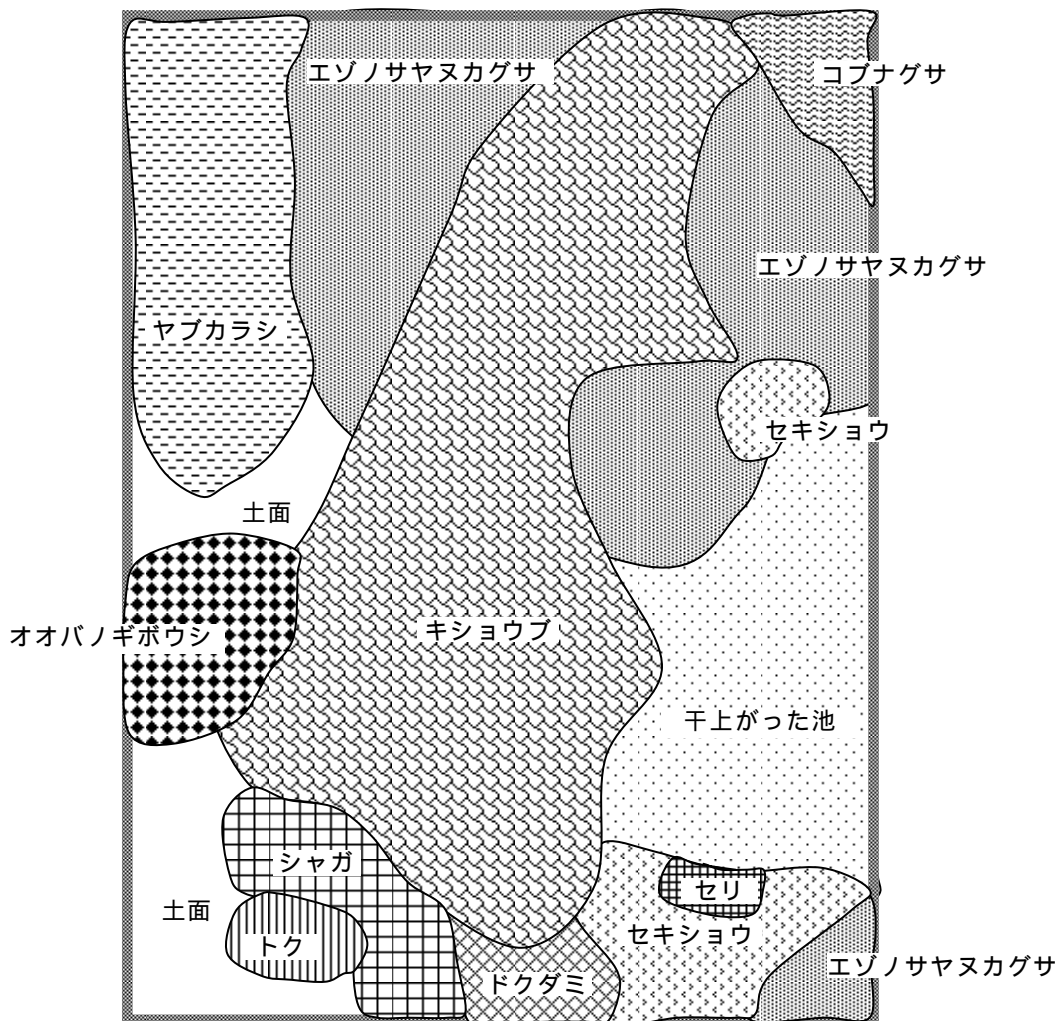 エゾノサヤヌカグサ
コブナグサ
エゾノサヤヌカグサ
ヤブカラシ
セキショウ
土面
キショウブ
オオバノギボウシ
干上がった池
シャガ
セリ
土面
セキショウ
トク
エゾノサヤヌカグサ
ドクダミ